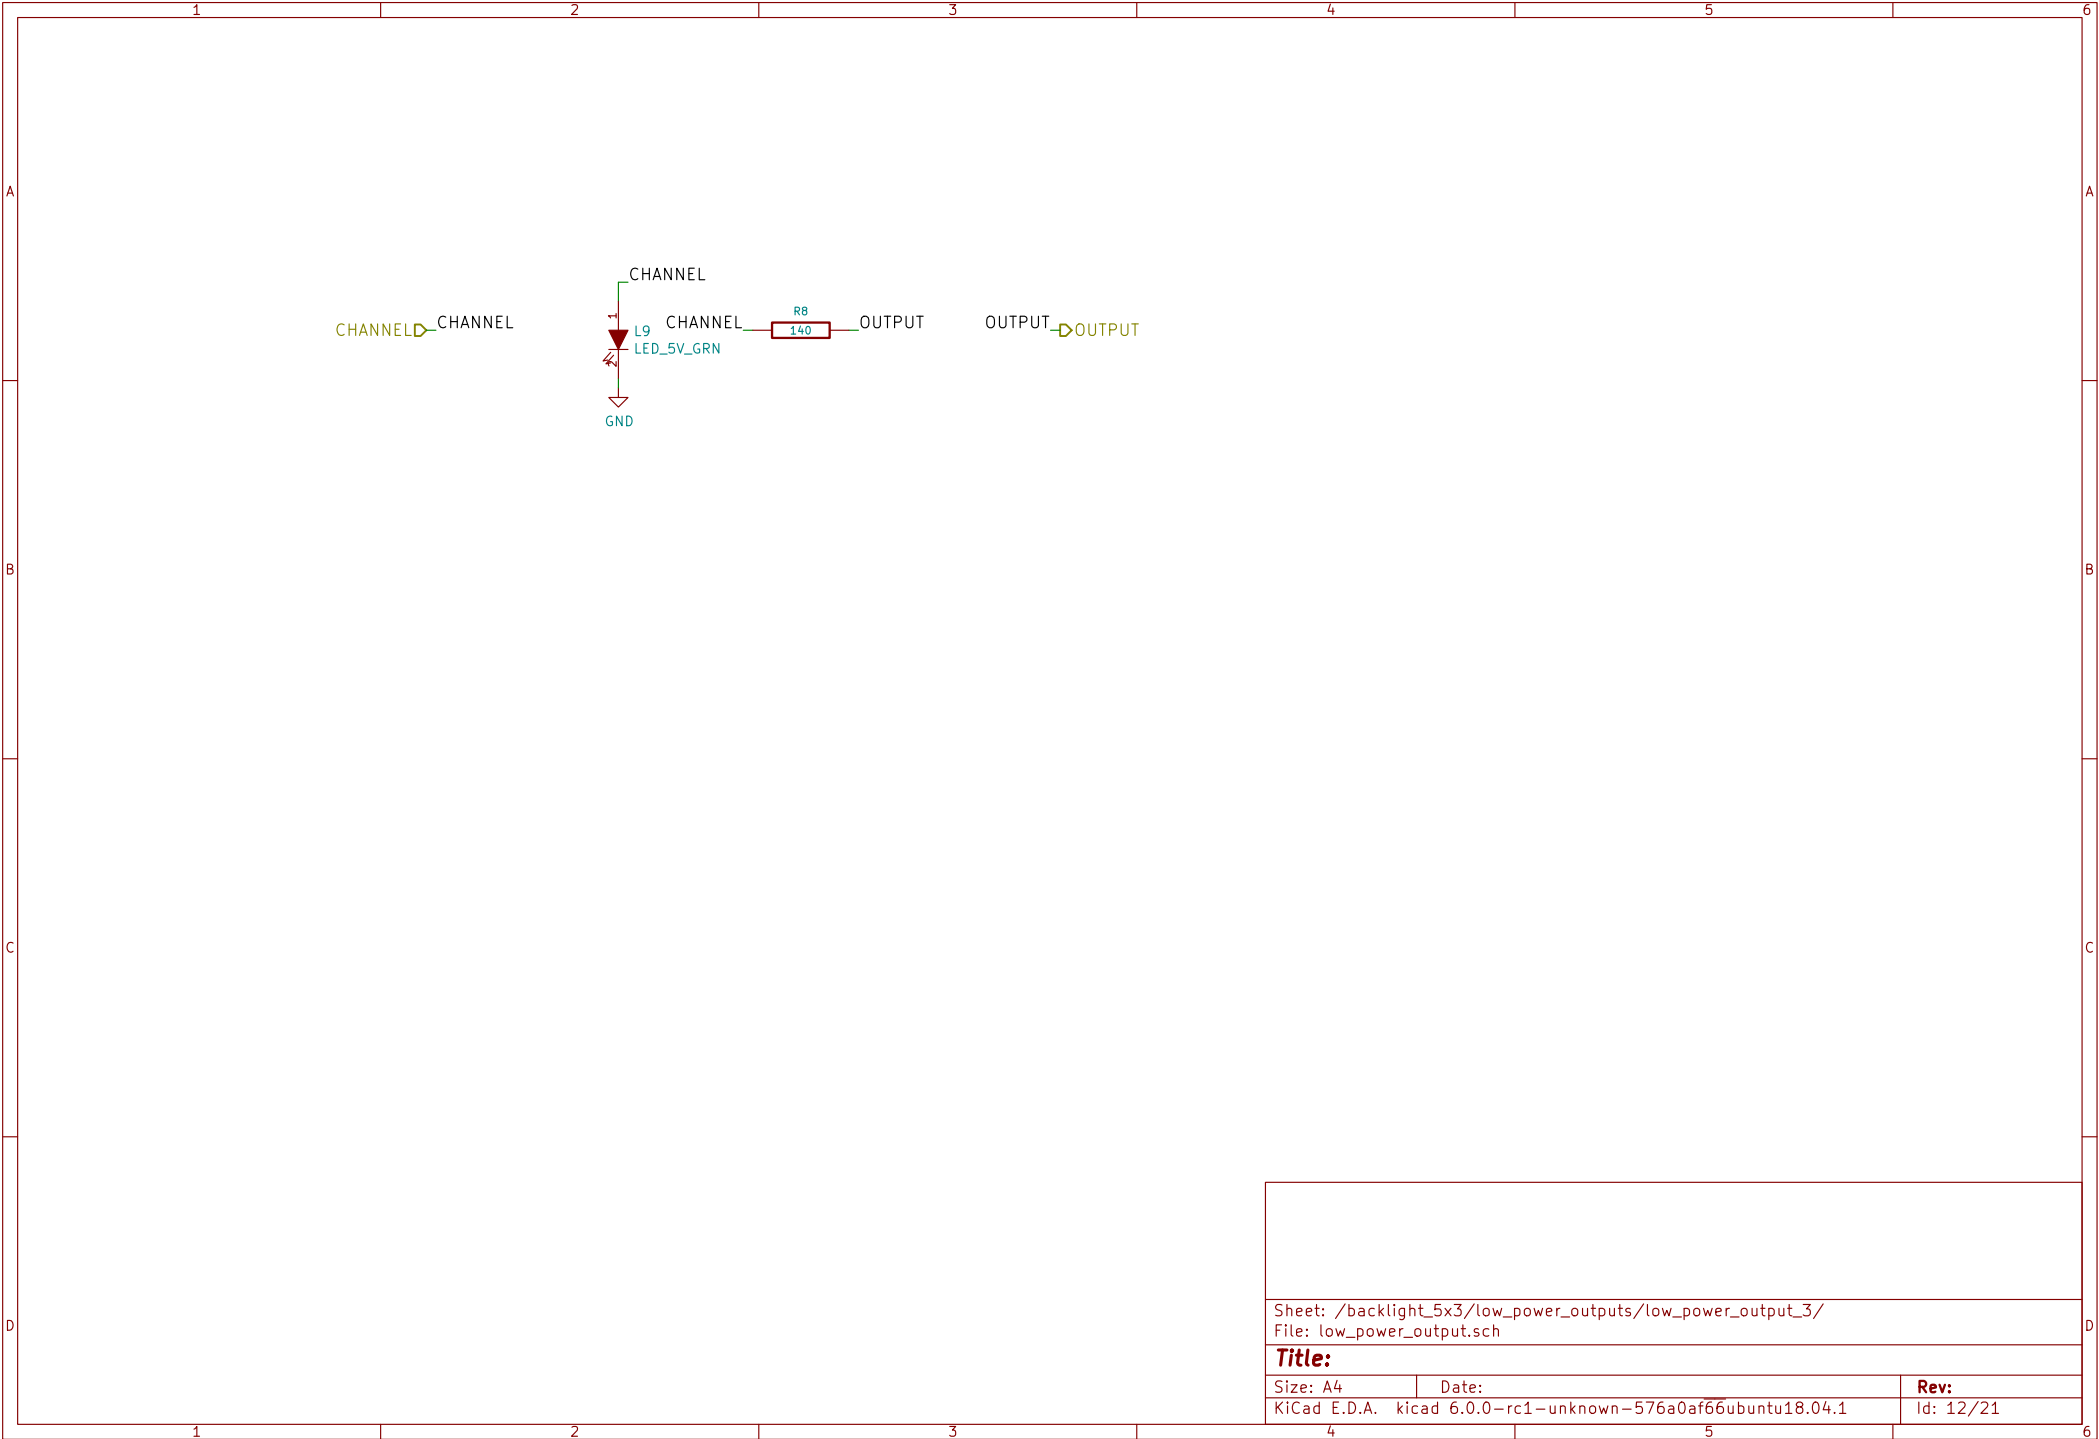 1 2 3 4 5 6
A A
CHANNEL
R8
CHANNEL CHANNEL 1 L9 CHANNEL 140 OUTPUT OUTPUT OUTPUT
2 LED_5V_GRN
GND
B B
C C
Sheet: /backlight_5x3/low_power_outputs/low_power_output_3/
D D
File: low_power_output.sch
Title:
Size: A4 Date: Rev:
KiCad E.D.A. kicad 6.0.0-rc1-unknown-576a0af66ubuntu18.04.1 Id: 12/21
1 2 3 4 5 6